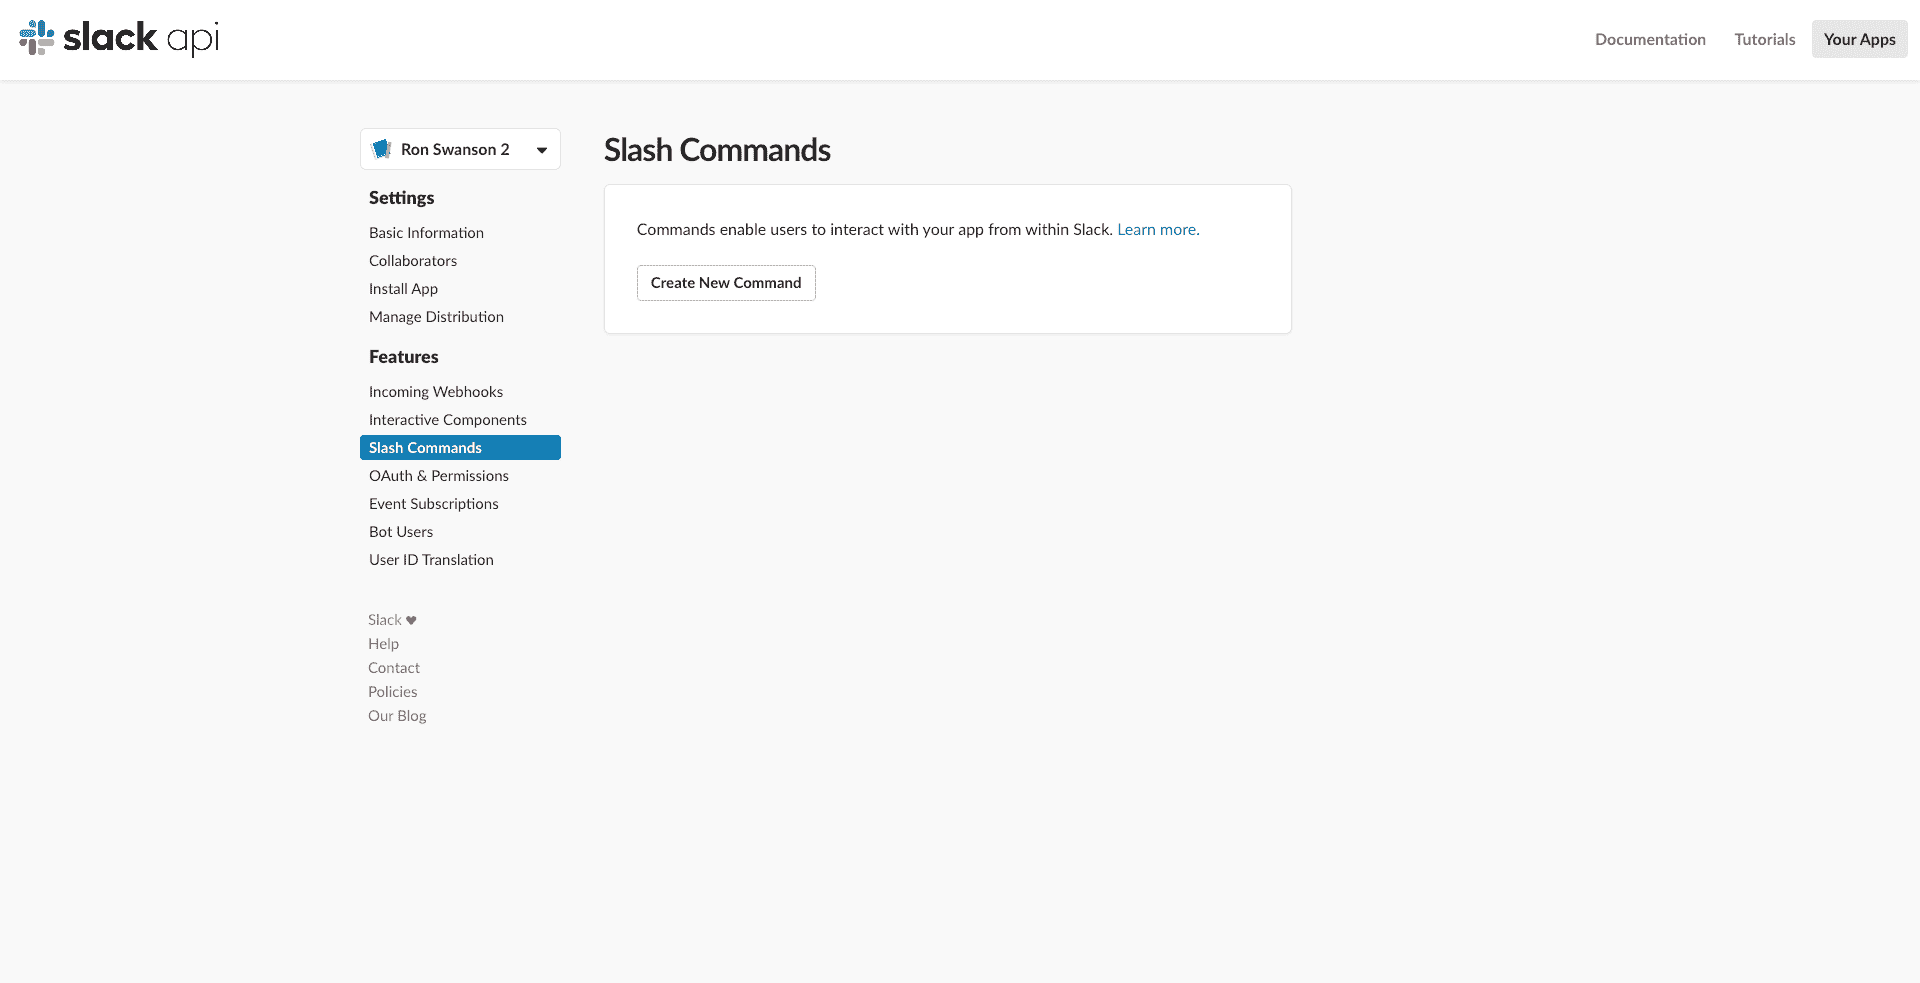 slack api
Documentation
Tutorials
Your Apps
Ron Swanson 2
Settings
Basic Information
Collaborators
Install App
Manage Distribution
Features
Incoming Webhooks
Interactive Components
Slash Commands
OAuth & Permissions
Event Subscriptions
Bot Users
User ID Translation
Slack ♥
Help
Contact
Policies
Our Blog
Slash Commands
Commands enable users to interact with your app from within Slack. Learn more.
Create New Command